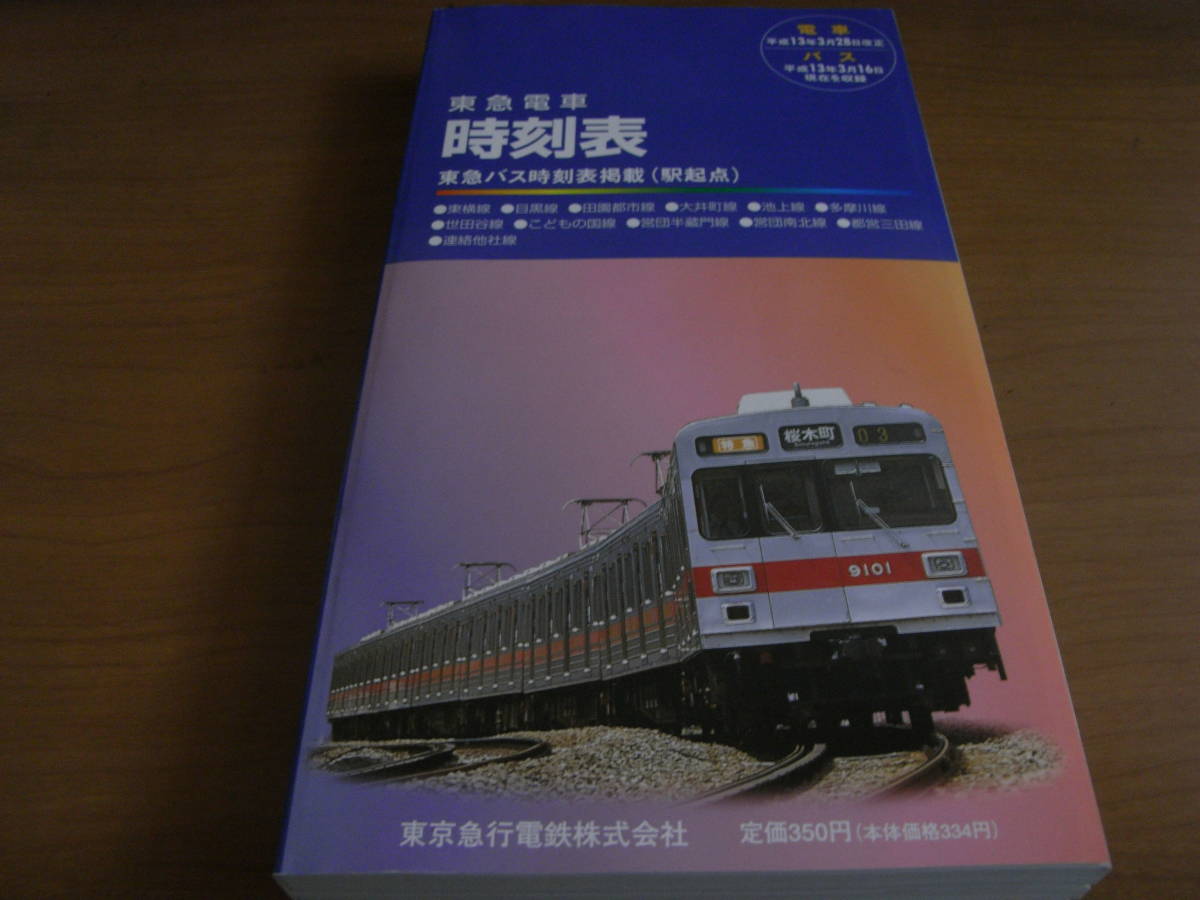 電車
平成13年3月28日改正
バス
平成13年3月16日
現在を収録
東急電車
時刻表
東急バス時刻表掲載（駅起点）
●東横線 ●目黒線 ●田園都市線 ●大井町線 ●池上線 ●多摩川線
●世田谷線 ●こどもの国線 ●営団半蔵門線 ●営団南北線 ●都営三田線
●連絡他社線
特急 桜木町 03
9101
東京急行電鉄株式会社 定価350円（本体価格334円）